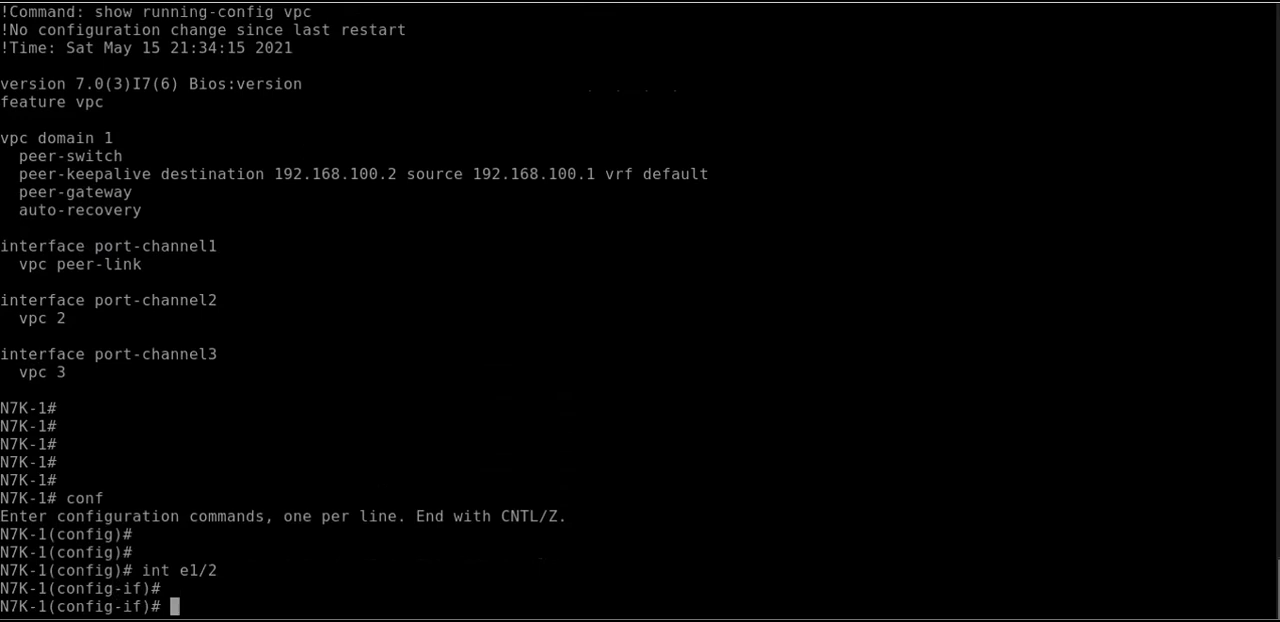 !Command: show running-config vpc
!No configuration change since last restart
!Time: Sat May 15 21:34:15 2021
version 7.0(3)I7(6) Bios:version
feature vpc
vpc domain 1
  peer-switch
  peer-keepalive destination 192.168.100.2 source 192.168.100.1 vrf default
  peer-gateway
  auto-recovery
interface port-channel1
  vpc peer-link
interface port-channel2
  vpc 2
interface port-channel3
  vpc 3
N7K-1#
N7K-1#
N7K-1#
N7K-1#
N7K-1#
N7K-1# conf
Enter configuration commands, one per line. End with CNTL/Z.
N7K-1(config)#
N7K-1(config)#
N7K-1(config)# int e1/2
N7K-1(config-if)#
N7K-1(config-if)#